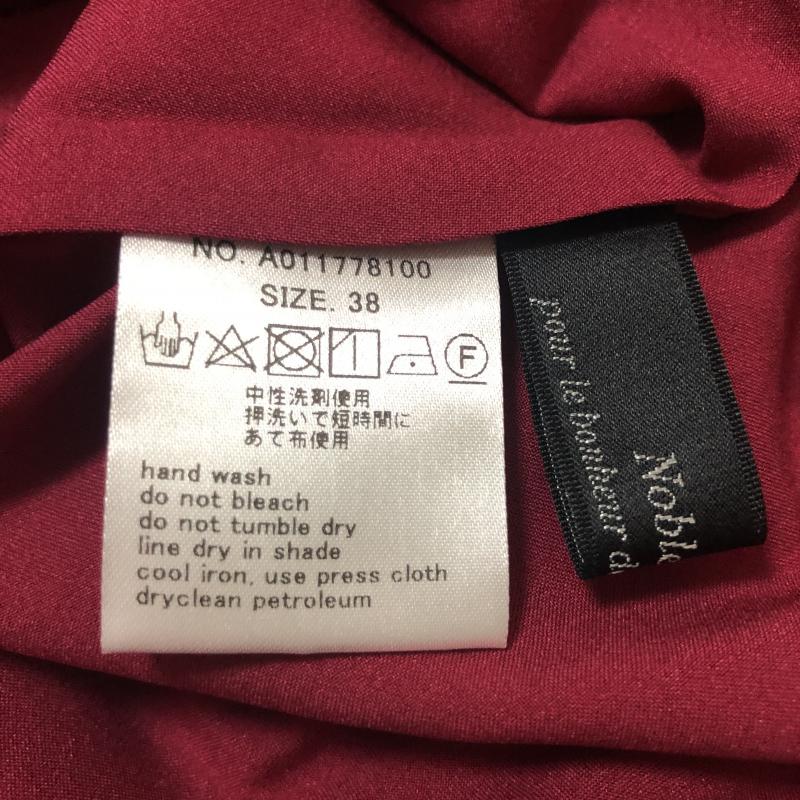 NO. A011778100
SIZE. 38
F
中性洗剤使用
押洗いで短時間に
あて布使用
hand wash
do not bleach
do not tumble dry
line dry in shade
cool iron, use press cloth
dryclean petroleum
Noble
pour le bonheur